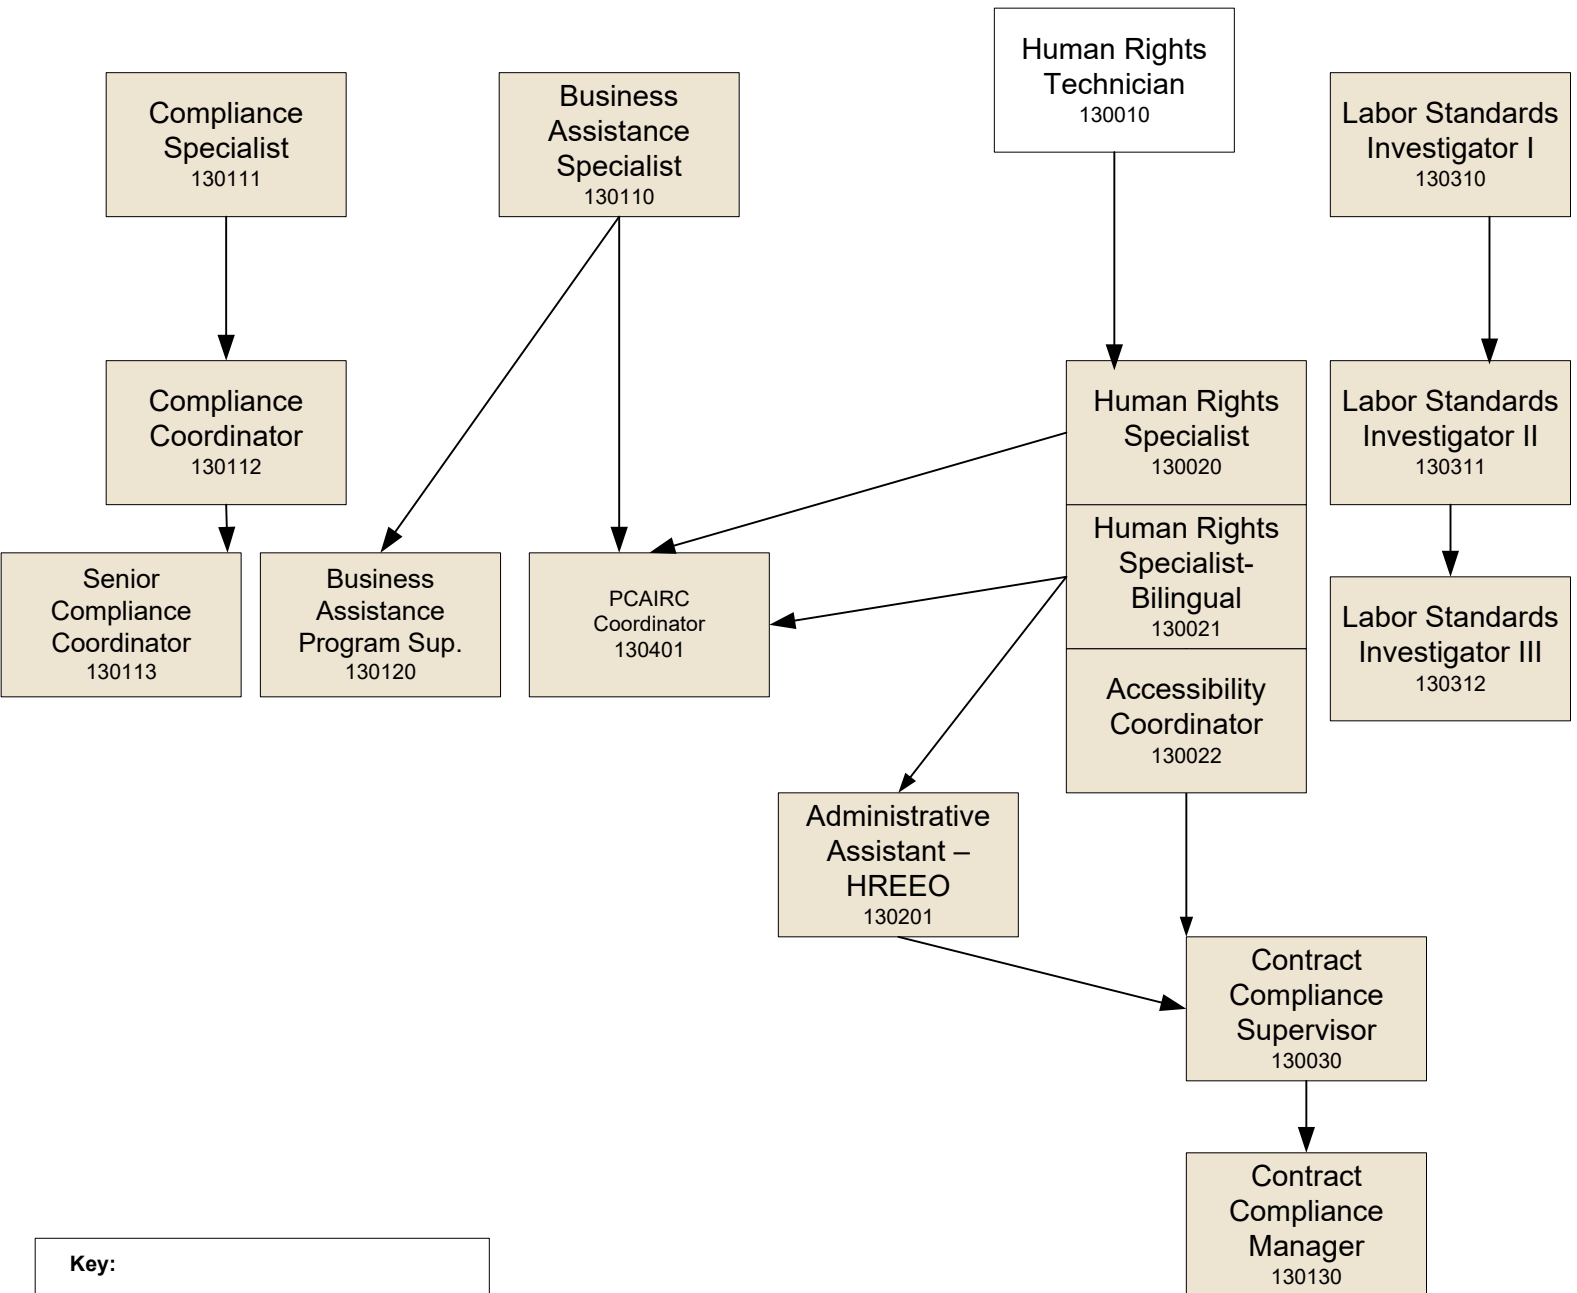 Human Rights
Technician
130010
Compliance
Specialist
130111
Business
Assistance
Specialist
130110
Labor Standards
Investigator I
130310
Compliance
Coordinator
130112
Human Rights
Specialist
130020
Labor Standards
Investigator II
130311
Human Rights
Specialist-
Bilingual
130021
Senior
Compliance
Coordinator
130113
Business
Assistance
Program Sup.
130120
PCAIRC
Coordinator
130401
Labor Standards
Investigator III
130312
Accessibility
Coordinator
130022
Administrative
Assistant –
HREEO
130201
Contract
Compliance
Supervisor
130030
Contract
Compliance
Manager
130130
Key: